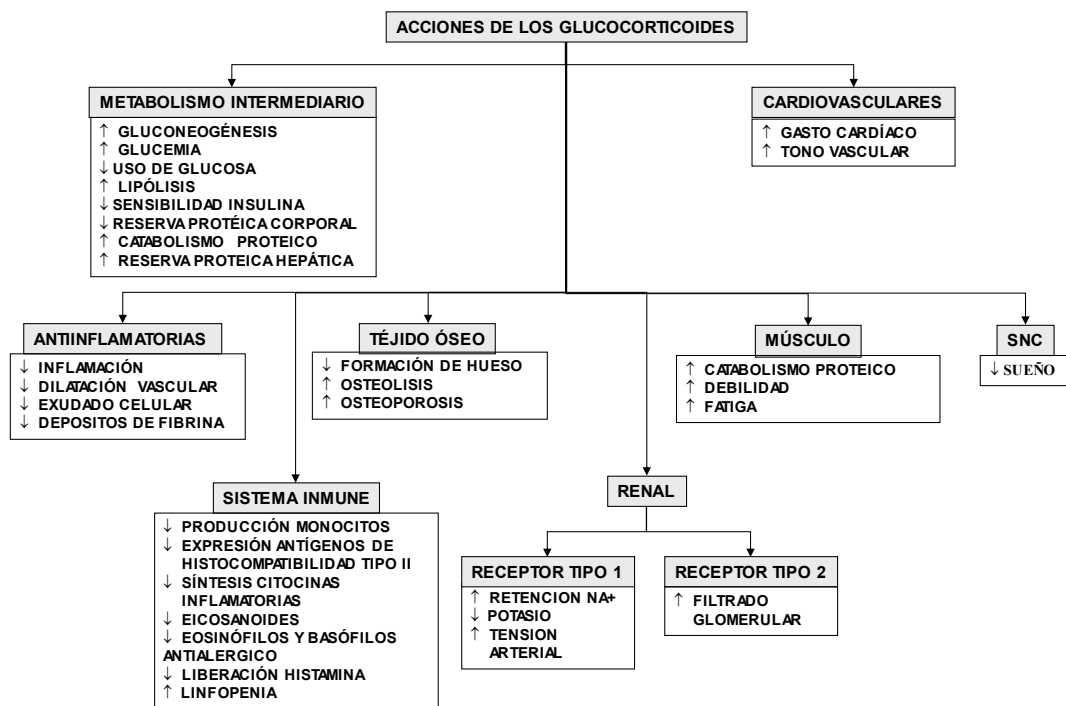 ACCIONES DE LOS GLUCOCORTICOIDES
METABOLISMO INTERMEDIARIO
↑ GLUCONEOGÉNESIS
↑ GLUCEMIA
↓ USO DE GLUCOSA
↑ LIPÓLISIS
↓ SENSIBILIDAD INSULINA
↓ RESERVA PROTÉICA CORPORAL
↑ CATABOLISMO PROTEICO
↑ RESERVA PROTEICA HEPÁTICA
CARDIOVASCULARES
↑ GASTO CARDÍACO
↑ TONO VASCULAR
ANTIINFLAMATORIAS
↓ INFLAMACIÓN
↓ DILATACIÓN VASCULAR
↓ EXUDADO CELULAR
↓ DEPOSITOS DE FIBRINA
TÉJIDO ÓSEO
↓ FORMACIÓN DE HUESO
↑ OSTEOLISIS
↑ OSTEOPOROSIS
MÚSCULO
↑ CATABOLISMO PROTEICO
↑ DEBILIDAD
↑ FATIGA
SNC
↓ SUEÑO
SISTEMA INMUNE
↓ PRODUCCIÓN MONOCITOS
↓ EXPRESIÓN ANTÍGENOS DE
HISTOCOMPATIBILIDAD TIPO II
↓ SÍNTESIS CITOCINAS
INFLAMATORIAS
↓ EICOSANOIDES
↓ EOSINÓFILOS Y BASÓFILOS
ANTIALERGICO
↓ LIBERACIÓN HISTAMINA
↑ LINFOPENIA
RENAL
RECEPTOR TIPO 1
↑ RETENCION NA+
↓ POTASIO
↑ TENSION
ARTERIAL
RECEPTOR TIPO 2
↑ FILTRADO
GLOMERULAR